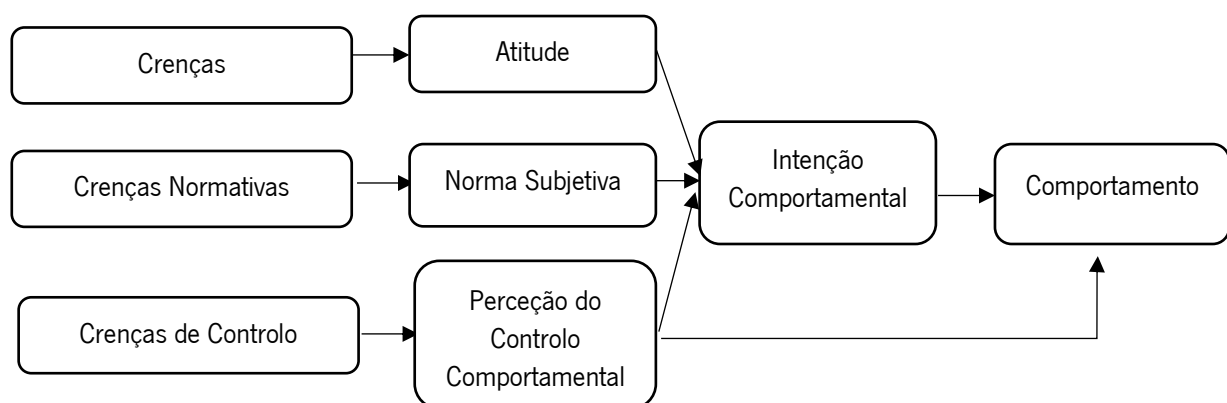 Crenças
Atitude
Crenças Normativas
Norma Subjetiva
Crenças de Controlo
Perceção do
Controlo
Comportamental
Intenção
Comportamental
Comportamento